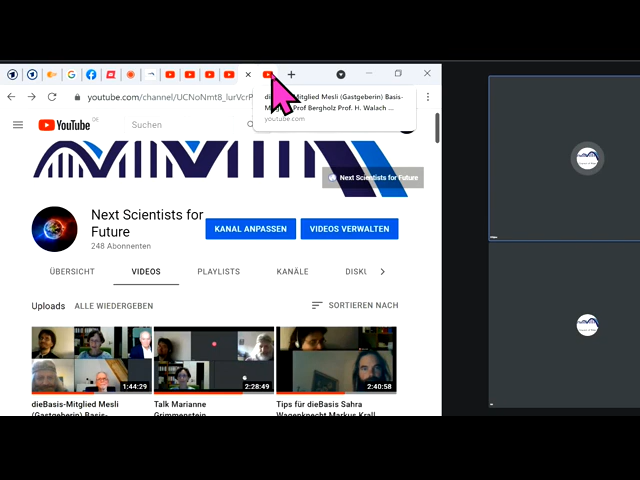 dieBasis-Mitglied Mesli (Gastgeberin) Basis-
Prof Bergholz Prof. H. Walach ...
youtube.com
youtube.com/channel/UCNoNmt8_lurVcrP
YouTube
DE
Suchen
Next Scientists for Future
Next Scientists for
Future
248 Abonnenten
KANAL ANPASSEN
VIDEOS VERWALTEN
ÜBERSICHT
VIDEOS
PLAYLISTS
KANÄLE
DISKU
Uploads
ALLE WIEDERGEBEN
SORTIEREN NACH
1:44:29
2:28:49
2:40:58
dieBasis-Mitglied Mesli
(Gastgeberin) Basis-
Talk Marianne
Grimmenstein
Tips für dieBasis Sahra
Wagenknecht Markus Krall